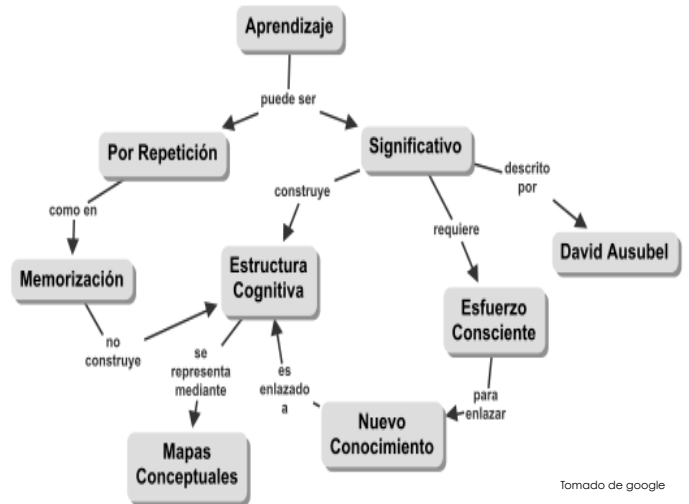 Aprendizaje
puede ser
Por Repetición
Significativo
como en
construye
requiere
descrito
por
Memorización
Estructura
Cognitiva
Esfuerzo
Consciente
David Ausubel
no
construye
se
representa
mediante
es
enlazado
a
para
enlazar
Mapas
Conceptuales
Nuevo
Conocimiento
Tomado de google